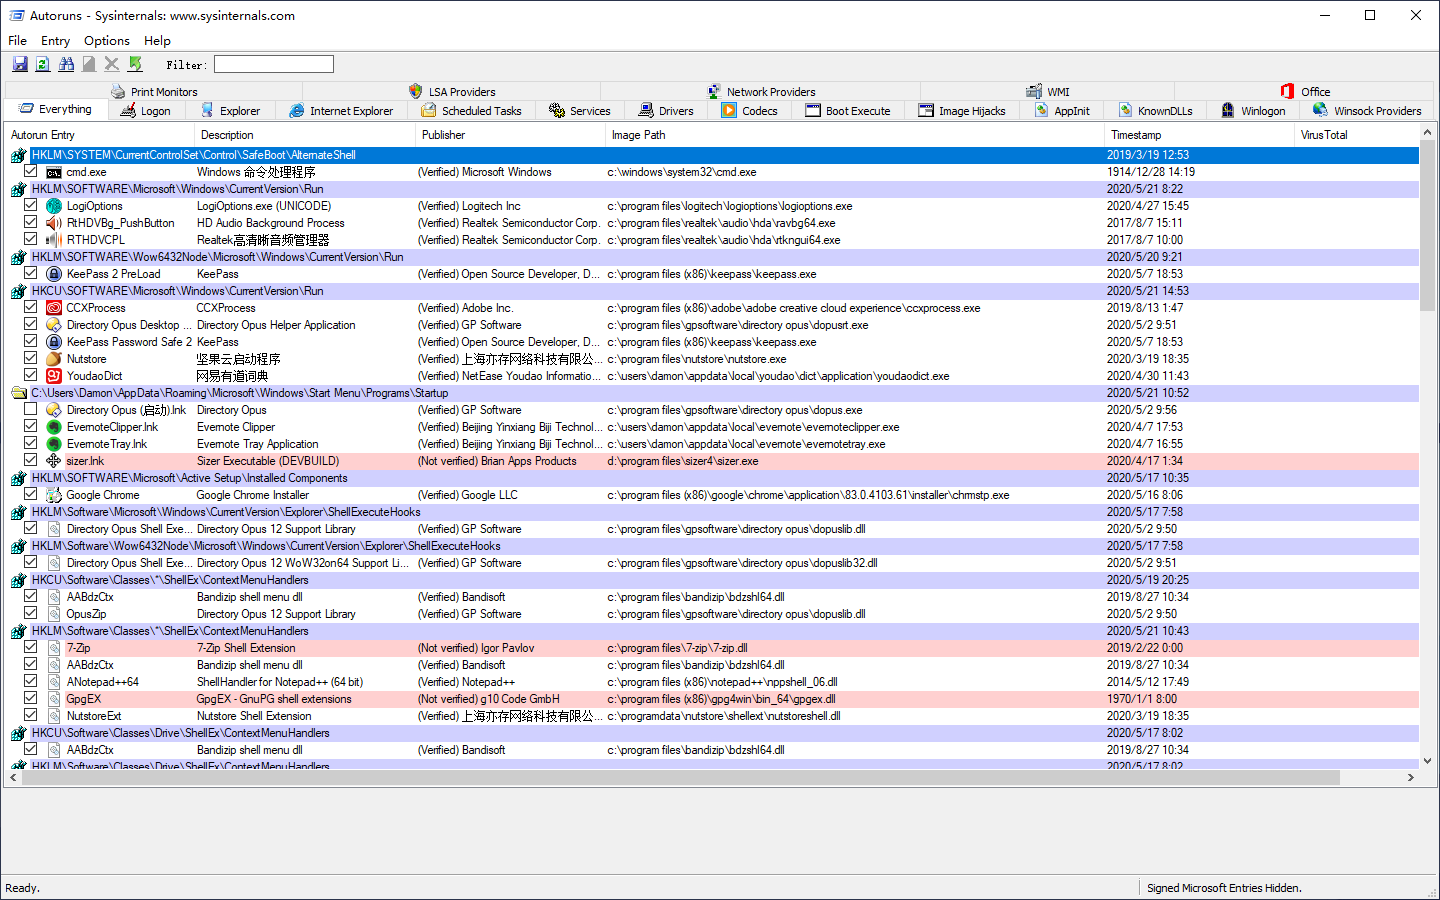 Autoruns - Sysinternals: www.sysinternals.com
File Entry Options Help
Filter:
Print Monitors LSA Providers Network Providers WMI Office
Everything Logon Explorer Internet Explorer Scheduled Tasks Services Drivers Codecs Boot Execute Image Hijacks AppInit KnownDLLs Winlogon Winsock Providers
Autorun Entry Description Publisher Image Path Timestamp VirusTotal
HKLM\SYSTEM\CurrentControlSet\Control\SafeBoot\AlternateShell 2019/3/19 12:53
cmd.exe Windows 命令处理程序 (Verified) Microsoft Windows c:\windows\system32\cmd.exe 1914/12/28 14:19
HKLM\SOFTWARE\Microsoft\Windows\CurrentVersion\Run 2020/5/21 8:22
LogiOptions LogiOptions.exe (UNICODE) (Verified) Logitech Inc c:\program files\logitech\logioptions\logioptions.exe 2020/4/27 15:45
RtHDVBg_PushButton HD Audio Background Process (Verified) Realtek Semiconductor Corp. c:\program files\realtek\audio\hda\ravbg64.exe 2017/8/7 15:11
RTHDVCPL Realtek高清晰音频管理器 (Verified) Realtek Semiconductor Corp. c:\program files\realtek\audio\hda\rtkngui64.exe 2017/8/7 10:00
HKLM\SOFTWARE\Wow6432Node\Microsoft\Windows\CurrentVersion\Run 2020/5/20 9:21
KeePass 2 PreLoad KeePass (Verified) Open Source Developer, D... c:\program files (x86)\keepass\keepass.exe 2020/5/7 18:53
HKCU\SOFTWARE\Microsoft\Windows\CurrentVersion\Run 2020/5/21 14:53
CCXProcess CCXProcess (Verified) Adobe Inc. c:\program files (x86)\adobe\adobe creative cloud experience\ccxprocess.exe 2019/8/13 1:47
Directory Opus Desktop ... Directory Opus Helper Application (Verified) GP Software c:\program files\gpsoftware\directory opus\dopusrt.exe 2020/5/2 9:51
KeePass Password Safe 2 KeePass (Verified) Open Source Developer, D... c:\program files (x86)\keepass\keepass.exe 2020/5/7 18:53
Nutstore 坚果云启动程序 (Verified) 上海亦存网络科技有限公... c:\program files\nutstore\nutstore.exe 2020/3/19 18:35
YoudaoDict 网易有道词典 (Verified) NetEase Youdao Informatio... c:\users\damon\appdata\local\youdao\dict\application\youdaodict.exe 2020/4/30 11:43
C:\Users\Damon\AppData\Roaming\Microsoft\Windows\Start Menu\Programs\Startup 2020/5/21 10:52
Directory Opus (启动).lnk Directory Opus (Verified) GP Software c:\program files\gpsoftware\directory opus\dopus.exe 2020/5/2 9:56
EvernoteClipper.lnk Evernote Clipper (Verified) Beijing Yinxiang Biji Technol... c:\users\damon\appdata\local\evernote\evernoteclipper.exe 2020/4/7 17:53
EvernoteTray.lnk Evernote Tray Application (Verified) Beijing Yinxiang Biji Technol... c:\users\damon\appdata\local\evernote\evernotetray.exe 2020/4/7 16:55
sizer.lnk Sizer Executable (DEVBUILD) (Not verified) Brian Apps Products d:\program files\sizer4\sizer.exe 2020/4/17 1:34
HKLM\SOFTWARE\Microsoft\Active Setup\Installed Components 2020/5/17 10:35
Google Chrome Google Chrome Installer (Verified) Google LLC c:\program files (x86)\google\chrome\application\83.0.4103.61\installer\chrmstp.exe 2020/5/16 8:06
HKLM\Software\Microsoft\Windows\CurrentVersion\Explorer\ShellExecuteHooks 2020/5/17 7:58
Directory Opus Shell Exe... Directory Opus 12 Support Library (Verified) GP Software c:\program files\gpsoftware\directory opus\dopuslib.dll 2020/5/2 9:50
HKLM\Software\Wow6432Node\Microsoft\Windows\CurrentVersion\Explorer\ShellExecuteHooks 2020/5/17 7:58
Directory Opus Shell Exe... Directory Opus 12 WoW32on64 Support Li... (Verified) GP Software c:\program files\gpsoftware\directory opus\dopuslib32.dll 2020/5/2 9:51
HKCU\Software\Classes\*\ShellEx\ContextMenuHandlers 2020/5/19 20:25
AABdzCtx Bandizip shell menu dll (Verified) Bandisoft c:\program files\bandizip\bdzshl64.dll 2019/8/27 10:34
OpusZip Directory Opus 12 Support Library (Verified) GP Software c:\program files\gpsoftware\directory opus\dopuslib.dll 2020/5/2 9:50
HKLM\Software\Classes\*\ShellEx\ContextMenuHandlers 2020/5/21 10:43
7-Zip 7-Zip Shell Extension (Not verified) Igor Pavlov c:\program files\7-zip\7-zip.dll 2019/2/22 0:00
AABdzCtx Bandizip shell menu dll (Verified) Bandisoft c:\program files\bandizip\bdzshl64.dll 2019/8/27 10:34
ANotepad++64 ShellHandler for Notepad++ (64 bit) (Verified) Notepad++ c:\program files (x86)\notepad++\nppshell_06.dll 2014/5/12 17:49
GpgEX GpgEX - GnuPG shell extensions (Not verified) g10 Code GmbH c:\program files (x86)\gpg4win\bin_64\gpgex.dll 1970/1/1 8:00
NutstoreExt Nutstore Shell Extension (Verified) 上海亦存网络科技有限公... c:\programdata\nutstore\shellext\nutstoreshell.dll 2020/3/19 18:35
HKCU\Software\Classes\Drive\ShellEx\ContextMenuHandlers 2020/5/17 8:02
AABdzCtx Bandizip shell menu dll (Verified) Bandisoft c:\program files\bandizip\bdzshl64.dll 2019/8/27 10:34
HKLM\Software\Classes\Drive\ShellEx\ContextMenuHandlers 2020/5/17 8:02
Ready. Signed Microsoft Entries Hidden.